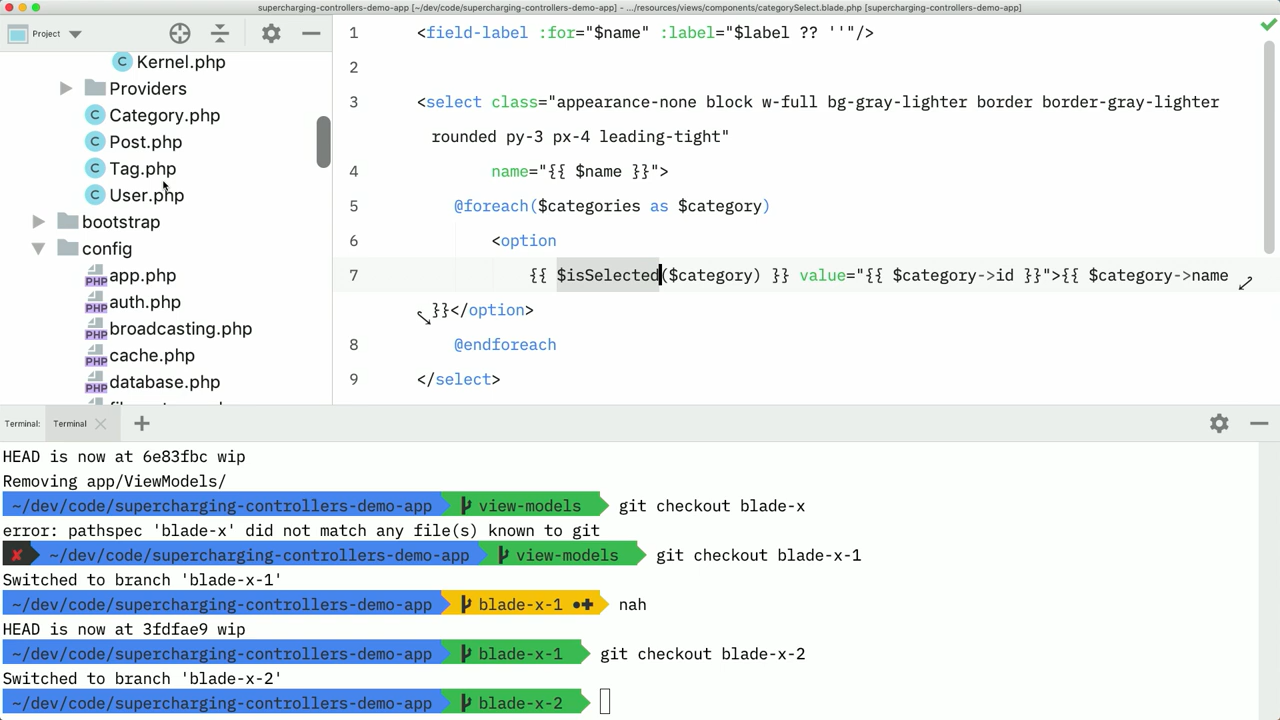 supercharging-controllers-demo-app [~/dev/code/supercharging-controllers-demo-app] - .../resources/views/components/categorySelect.blade.php [supercharging-controllers-demo-app]
Project
Kernel.php
Providers
Category.php
Post.php
Tag.php
User.php
bootstrap
config
app.php
auth.php
broadcasting.php
cache.php
database.php
1 <field-label :for="$name" :label="$label ?? ''"/>
2
3 <select class="appearance-none block w-full bg-gray-lighter border border-gray-lighter
rounded py-3 px-4 leading-tight"
4 name="{{ $name }}">
5 @foreach($categories as $category)
6 <option
7 {{ $isSelected($category) }} value="{{ $category->id }}">{{ $category->name
}}</option>
8 @endforeach
9 </select>
Terminal: Terminal
HEAD is now at 6e83fbc wip
Removing app/ViewModels/
~/dev/code/supercharging-controllers-demo-app view-models git checkout blade-x
error: pathspec 'blade-x' did not match any file(s) known to git
✘ ~/dev/code/supercharging-controllers-demo-app view-models git checkout blade-x-1
Switched to branch 'blade-x-1'
~/dev/code/supercharging-controllers-demo-app blade-x-1 ●✚ nah
HEAD is now at 3fdfae9 wip
~/dev/code/supercharging-controllers-demo-app blade-x-1 git checkout blade-x-2
Switched to branch 'blade-x-2'
~/dev/code/supercharging-controllers-demo-app blade-x-2